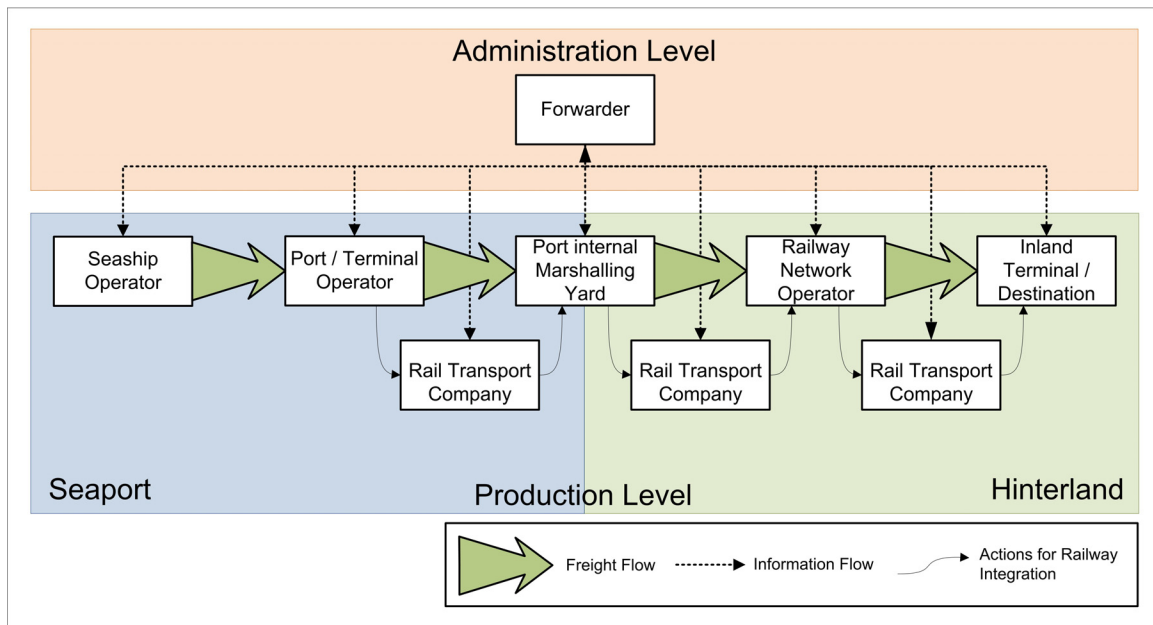 Administration Level
Forwarder
Seaship
Operator
Port / Terminal
Operator
Port internal
Marshalling
Yard
Railway
Network
Operator
Inland
Terminal /
Destination
Rail Transport
Company
Rail Transport
Company
Rail Transport
Company
Seaport
Production Level
Hinterland
Freight Flow
Information Flow
Actions for Railway
Integration